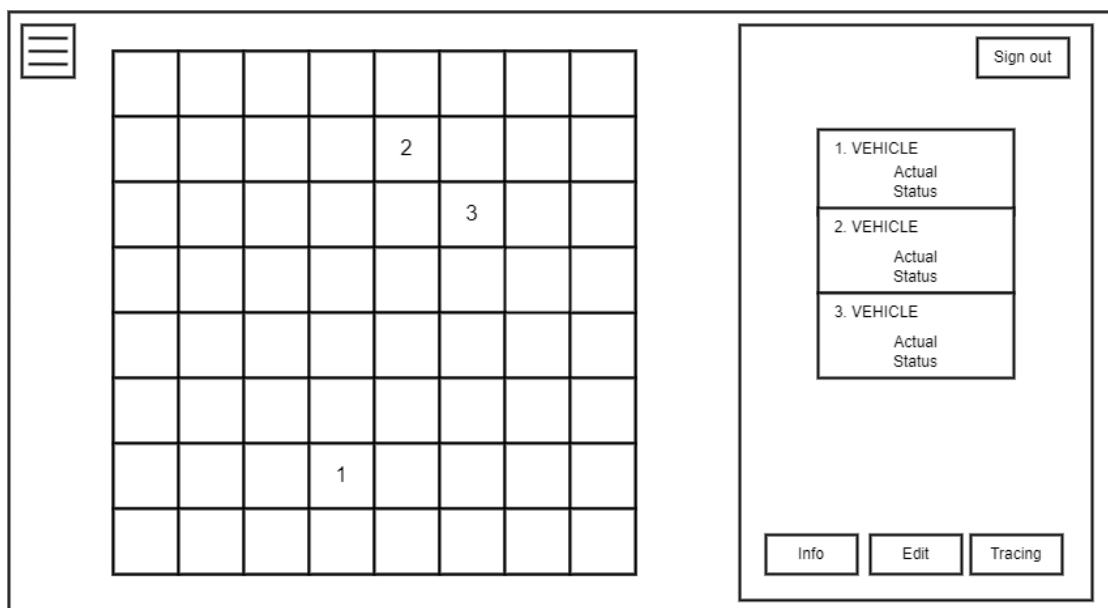 2
3
1
Sign out
1. VEHICLE
Actual
Status
2. VEHICLE
Actual
Status
3. VEHICLE
Actual
Status
Info
Edit
Tracing